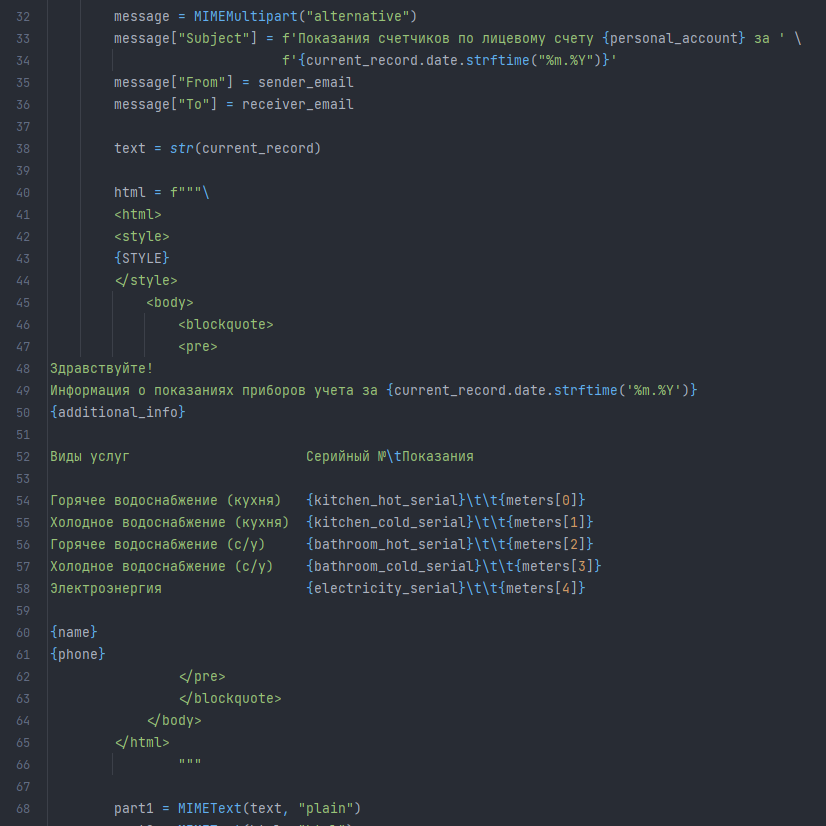 32 message = MIMEMultipart("alternative")
33 message["Subject"] = f'Показания счетчиков по лицевому счету {personal_account} за ' \
34 f'{current_record.date.strftime("%m.%Y")}'
35 message["From"] = sender_email
36 message["To"] = receiver_email
37
38 text = str(current_record)
39
40 html = f"""\
41 <html>
42 <style>
43 {STYLE}
44 </style>
45 <body>
46 <blockquote>
47 <pre>
48 Здравствуйте!
49 Информация о показаниях приборов учета за {current_record.date.strftime('%m.%Y')}
50 {additional_info}
51
52 Виды услуг Серийный №\tПоказания
53
54 Горячее водоснабжение (кухня) {kitchen_hot_serial}\t\t{meters[0]}
55 Холодное водоснабжение (кухня) {kitchen_cold_serial}\t\t{meters[1]}
56 Горячее водоснабжение (с/у) {bathroom_hot_serial}\t\t{meters[2]}
57 Холодное водоснабжение (с/у) {bathroom_cold_serial}\t\t{meters[3]}
58 Электроэнергия {electricity_serial}\t\t{meters[4]}
59
60 {name}
61 {phone}
62 </pre>
63 </blockquote>
64 </body>
65 </html>
66 """
67
68 part1 = MIMEText(text, "plain")